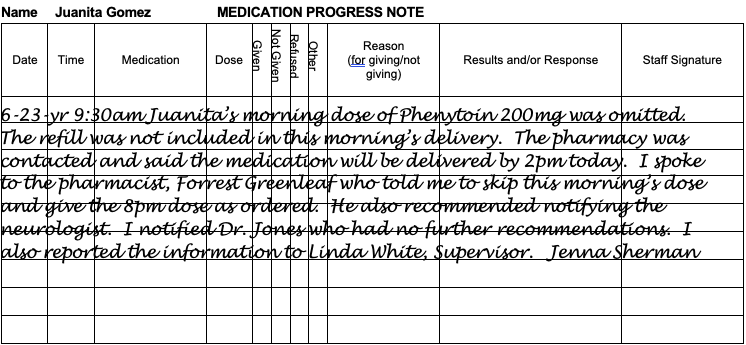 Name Juanita Gomez MEDICATION PROGRESS NOTE
Date Time Medication Dose Given Not Given Refused Other Reason (for giving/not giving) Results and/or Response Staff Signature
6-23-yr 9:30am Juanita's morning dose of Phenytoin 200mg was omitted.
The refill was not included in this morning's delivery. The pharmacy was
contacted and said the medication will be delivered by 2pm today. I spoke
to the pharmacist, Forrest Greenleaf who told me to skip this morning's dose
and give the 8pm dose as ordered. He also recommended notifying the
neurologist. I notified Dr. Jones who had no further recommendations. I
also reported the information to Linda White, Supervisor. Jenna Sherman